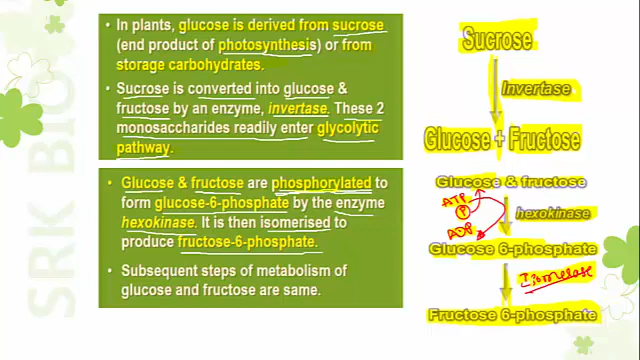 • In plants, glucose is derived from sucrose
(end product of photosynthesis) or from
storage carbohydrates.
• Sucrose is converted into glucose &
fructose by an enzyme, invertase. These 2
monosaccharides readily enter glycolytic
pathway.
• Glucose & fructose are phosphorylated to
form glucose-6-phosphate by the enzyme
hexokinase. It is then isomerised to
produce fructose-6-phosphate.
• Subsequent steps of metabolism of
glucose and fructose are same.
Sucrose
Invertase
Glucose + Fructose
Glucose & fructose
ATP
P
hexokinase
ADP
Glucose 6-phosphate
Isomerase
Fructose 6-phosphate
SRK BIO